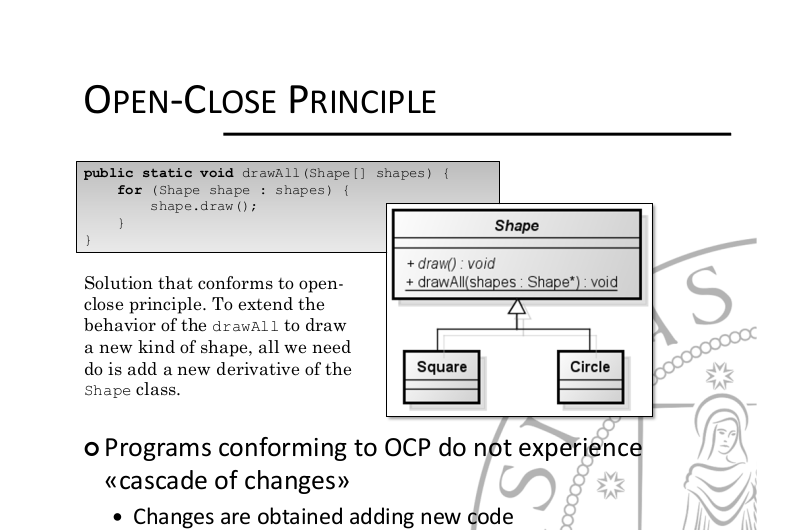 OPEN-CLOSE PRINCIPLE
public static void drawAll(Shape[] shapes) {
for (Shape shape : shapes) {
shape.draw();
}
}
Shape
+ draw() : void
+ drawAll(shapes : Shape*) : void
Square
Circle
Solution that conforms to open-
close principle. To extend the
behavior of the drawAll to draw
a new kind of shape, all we need
do is add a new derivative of the
Shape class.
Programs conforming to OCP do not experience
«cascade of changes»
• Changes are obtained adding new code